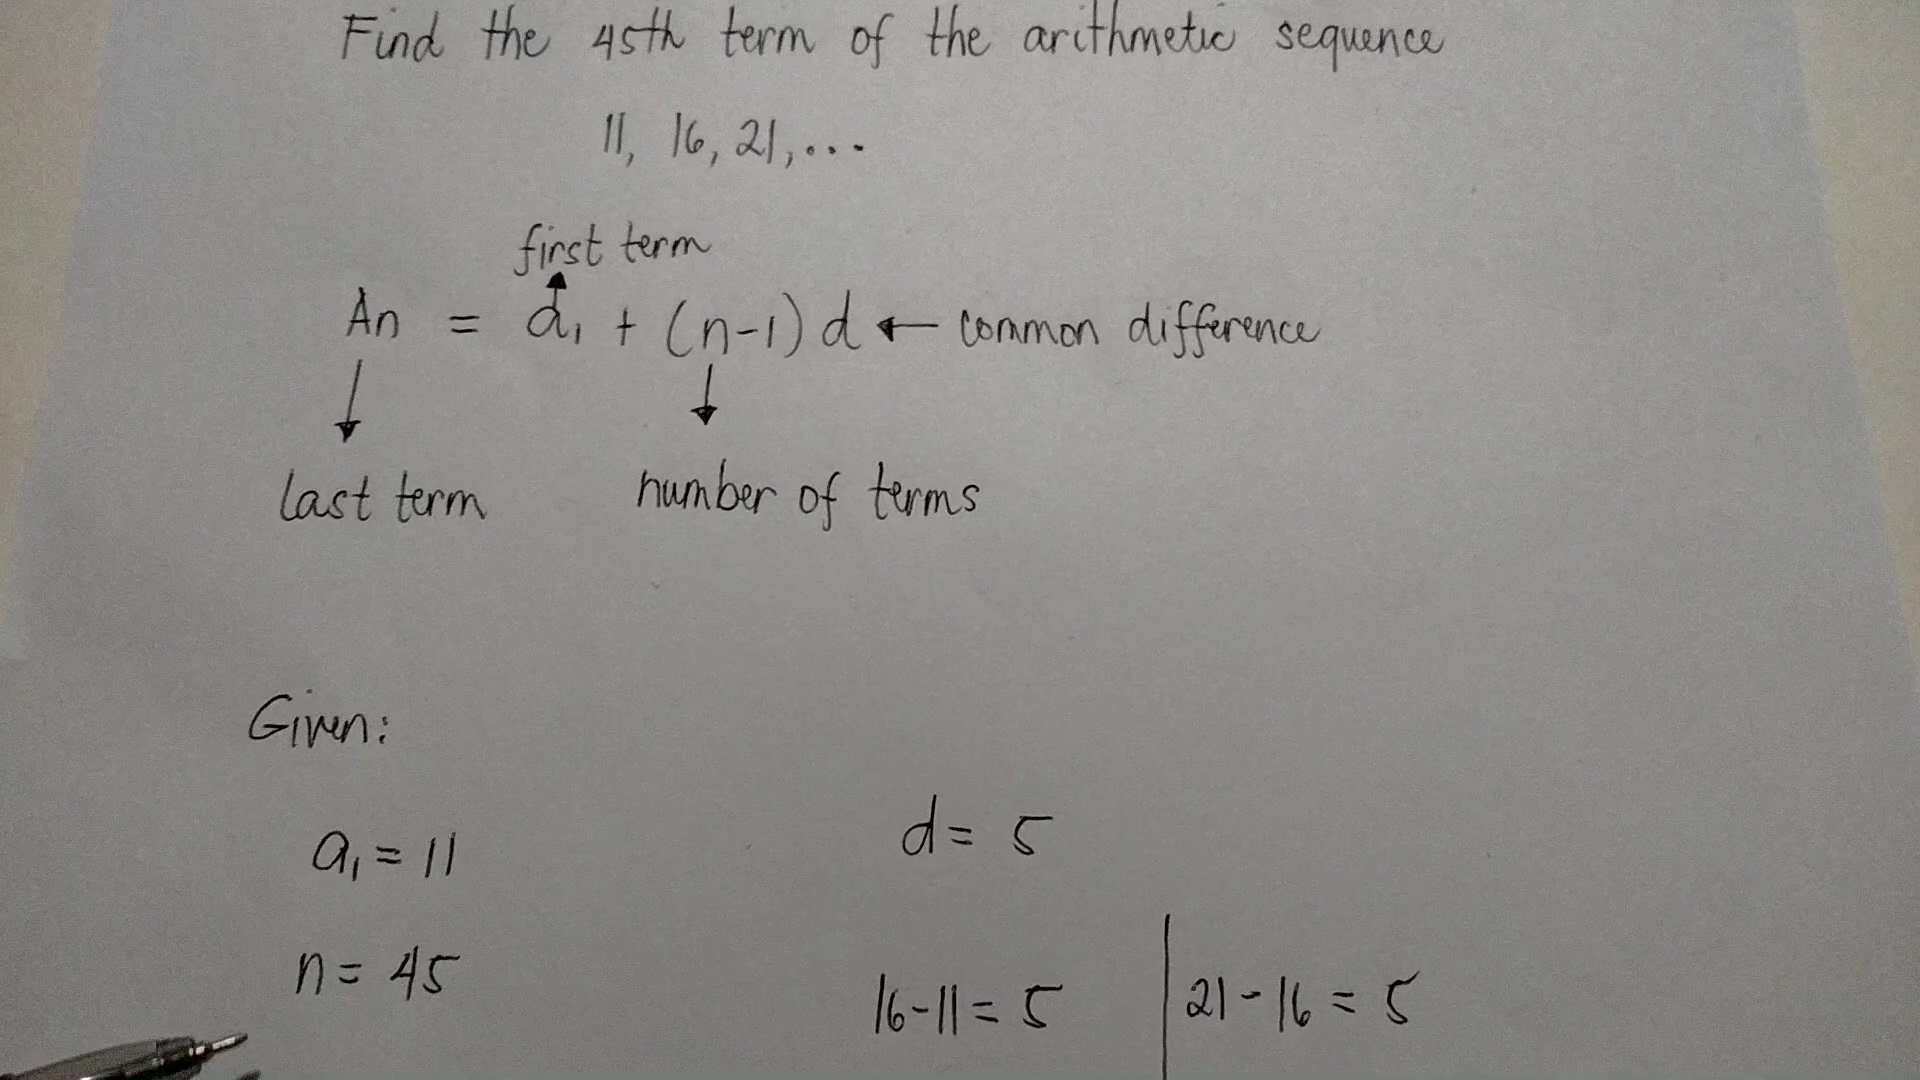 Find the 45th term of the arithmetic sequence
11, 16, 21, ...
first term
An = a1 + (n-1) d ← common difference
last term number of terms
Given:
a1 = 11 d = 5
n = 45 16-11 = 5 | 21-16 = 5